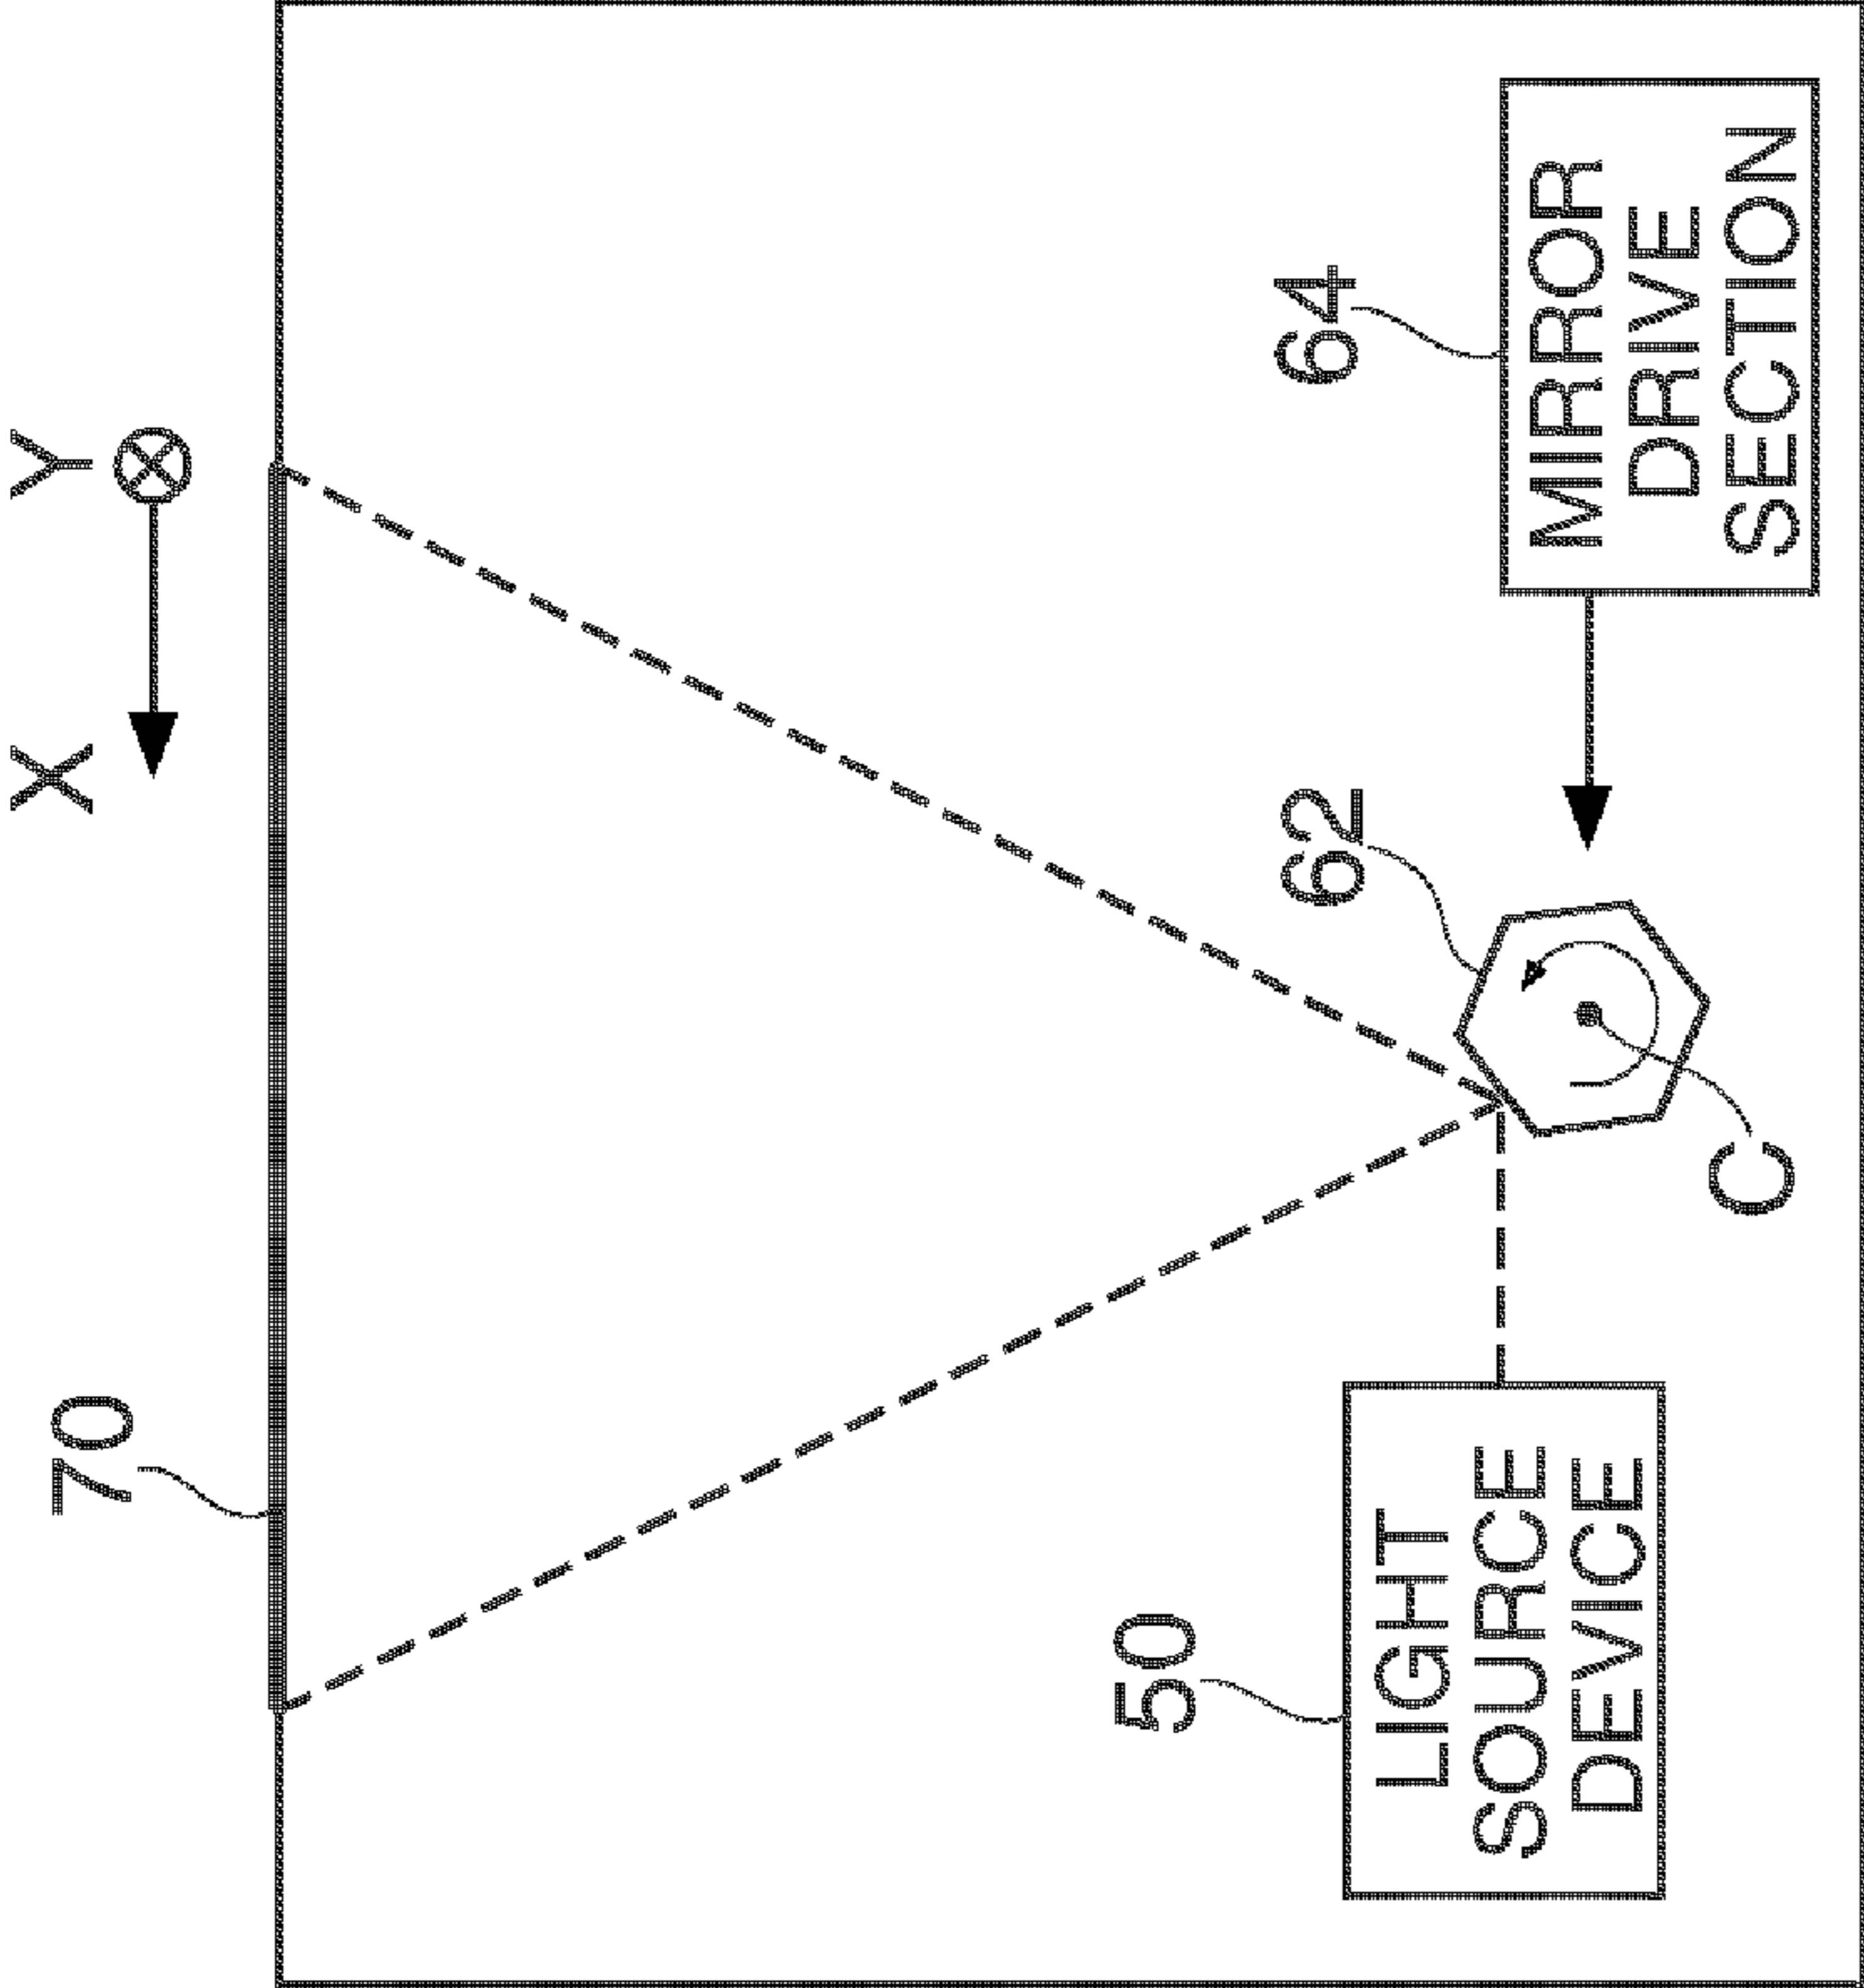 70
X
Y
50
LIGHT
SOURCE
DEVICE
62
C
64
MIRROR
DRIVE
SECTION